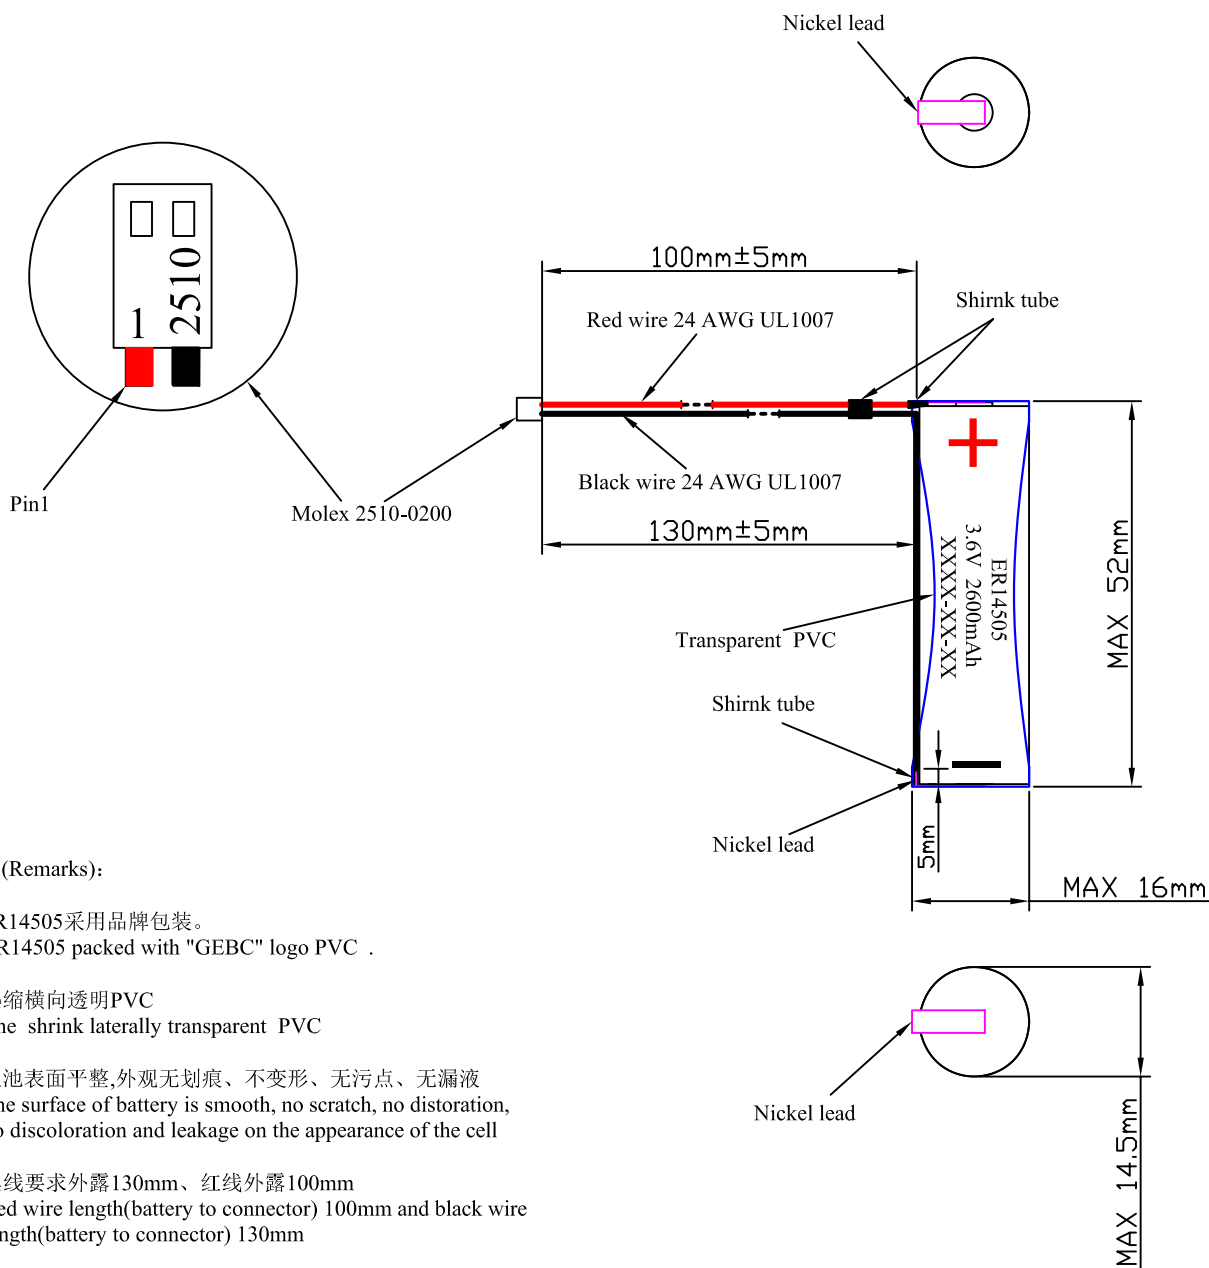 Nickel lead
100mm±5mm
Shirnk tube
Red wire 24 AWG UL1007
1
2510
Pin1
Molex 2510-0200
Black wire 24 AWG UL1007
130mm±5mm
ER14505
3.6V 2600mAh
XXXX-XX-XX
MAX 52mm
Transparent PVC
Shirnk tube
Nickel lead
5mm
MAX 16mm
Nickel lead
MAX 14.5mm
(Remarks):
R14505采用品牌包装。
R14505 packed with "GEBC" logo PVC .
缩横向透明PVC
ne shrink laterally transparent PVC
池表面平整,外观无划痕、不变形、无污点、无漏液
ne surface of battery is smooth, no scratch, no distoration,
o discoloration and leakage on the appearance of the cell
线要求外露130mm、红线外露100mm
ed wire length(battery to connector) 100mm and black wire
ngth(battery to connector) 130mm